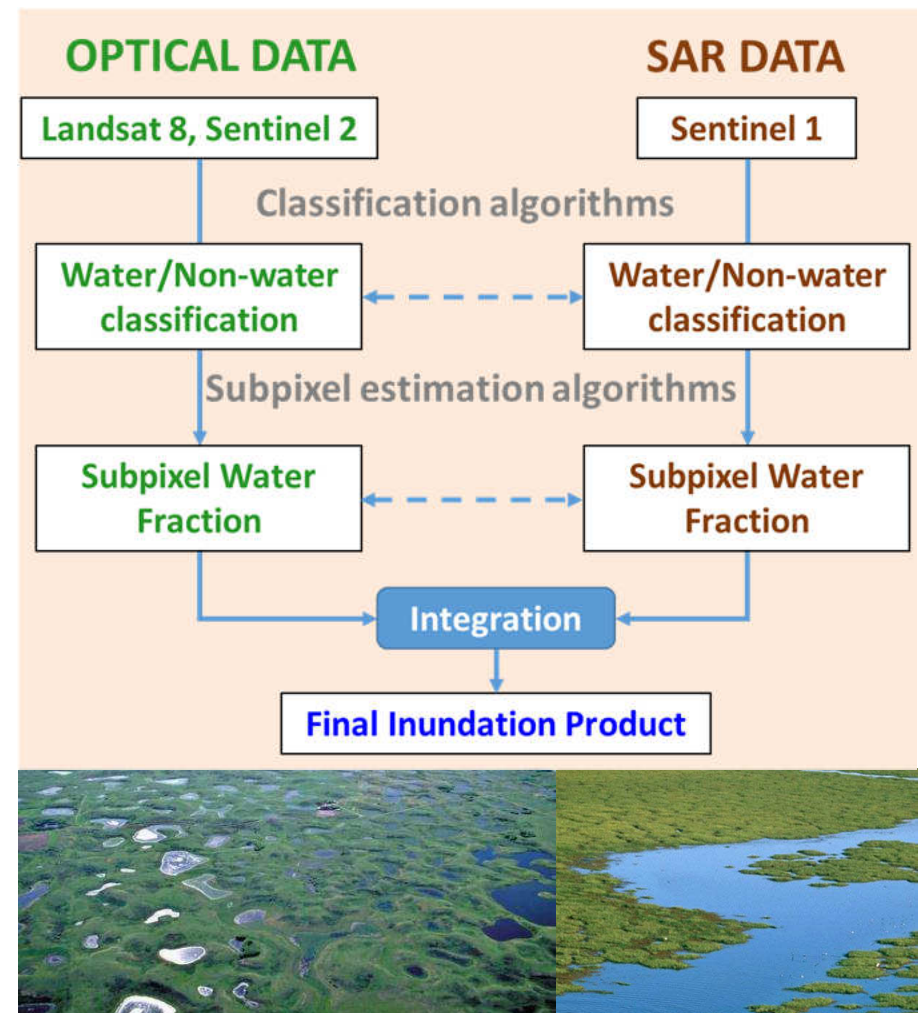 OPTICAL DATA
SAR DATA
Landsat 8, Sentinel 2
Sentinel 1
Classification algorithms
Water/Non-water
classification
Water/Non-water
classification
Subpixel estimation algorithms
Subpixel Water
Fraction
Subpixel Water
Fraction
Integration
Final Inundation Product